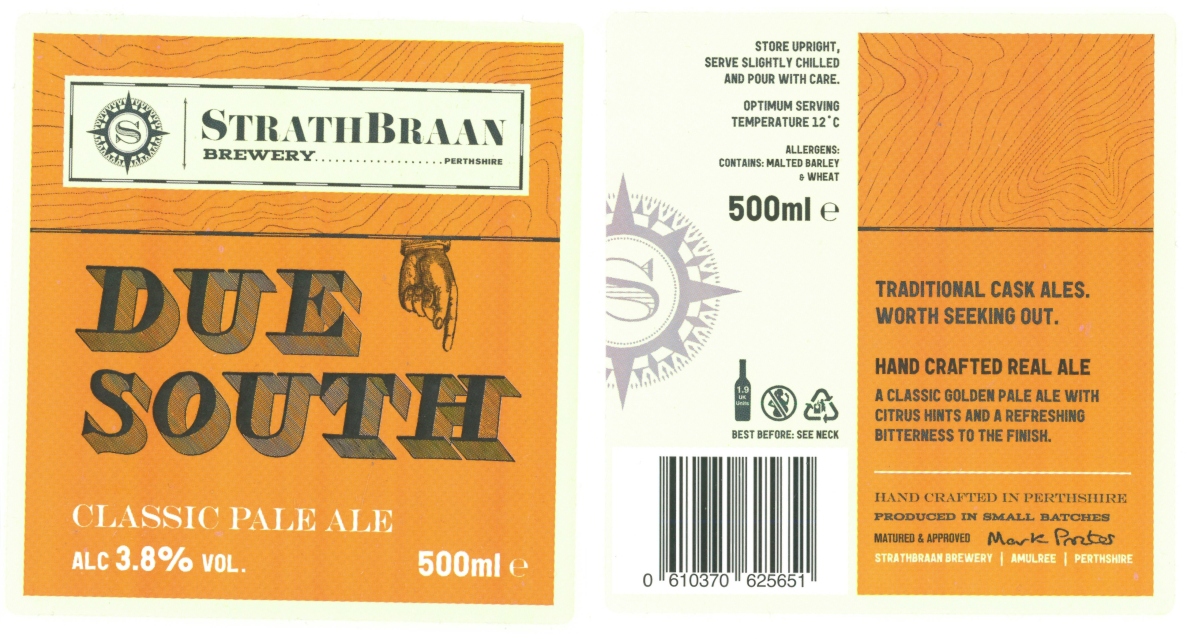 S
STRATHBRAAN
BREWERY......................PERTHSHIRE
DUE
SOUTH
CLASSIC PALE ALE
ALC 3.8% VOL.
500ml ℮
STORE UPRIGHT,
SERVE SLIGHTLY CHILLED
AND POUR WITH CARE.
OPTIMUM SERVING
TEMPERATURE 12°C
ALLERGENS:
CONTAINS: MALTED BARLEY
& WHEAT
500ml ℮
S
1.9
UK
Units
BEST BEFORE: SEE NECK
0 610370 625651
TRADITIONAL CASK ALES.
WORTH SEEKING OUT.
HAND CRAFTED REAL ALE
A CLASSIC GOLDEN PALE ALE WITH
CITRUS HINTS AND A REFRESHING
BITTERNESS TO THE FINISH.
HAND CRAFTED IN PERTHSHIRE
PRODUCED IN SMALL BATCHES
MATURED & APPROVED Mark Procter
STRATHBRAAN BREWERY | AMULREE | PERTHSHIRE